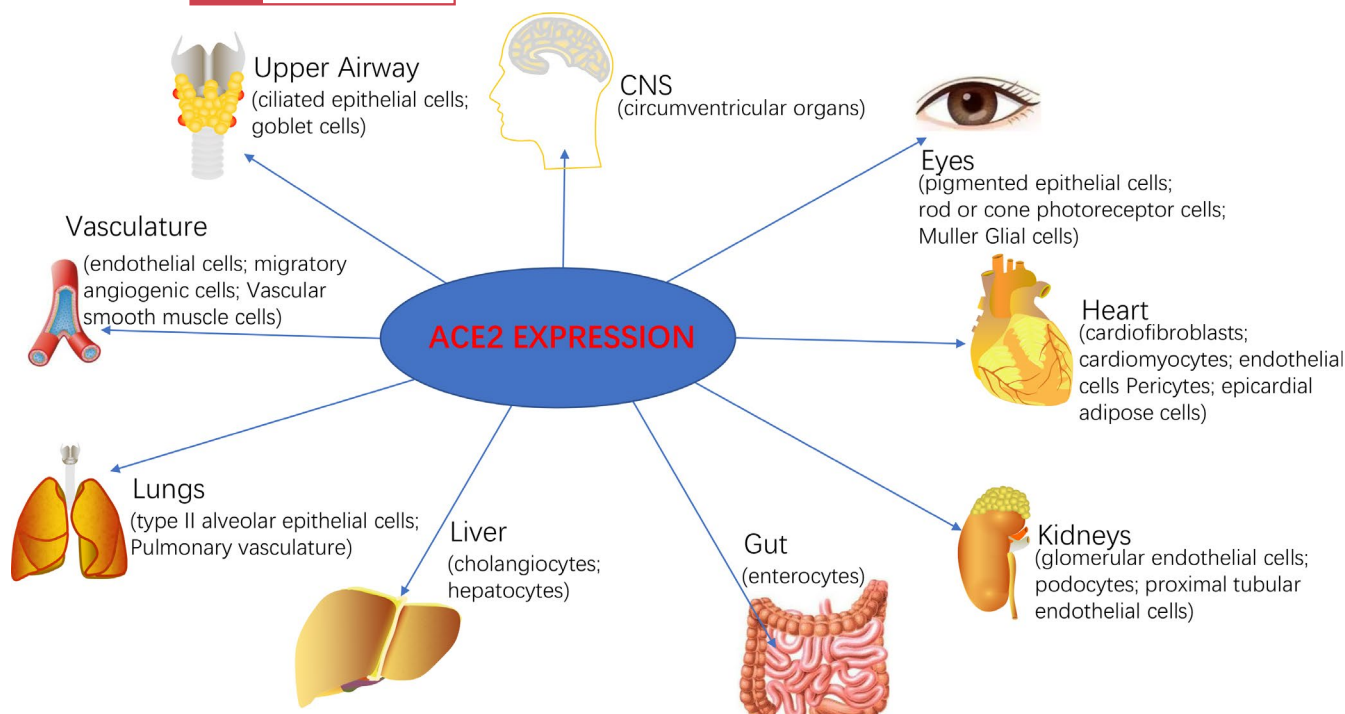 Upper Airway
(ciliated epithelial cells;
goblet cells)
CNS
(circumventricular organs)
Eyes
(pigmented epithelial cells;
rod or cone photoreceptor cells;
Muller Glial cells)
Vasculature
(endothelial cells; migratory
angiogenic cells; Vascular
smooth muscle cells)
ACE2 EXPRESSION
Heart
(cardiofibroblasts;
cardiomyocytes; endothelial
cells Pericytes; epicardial
adipose cells)
Lungs
(type II alveolar epithelial cells;
Pulmonary vasculature)
Liver
(cholangiocytes;
hepatocytes)
Gut
(enterocytes)
Kidneys
(glomerular endothelial cells;
podocytes; proximal tubular
endothelial cells)